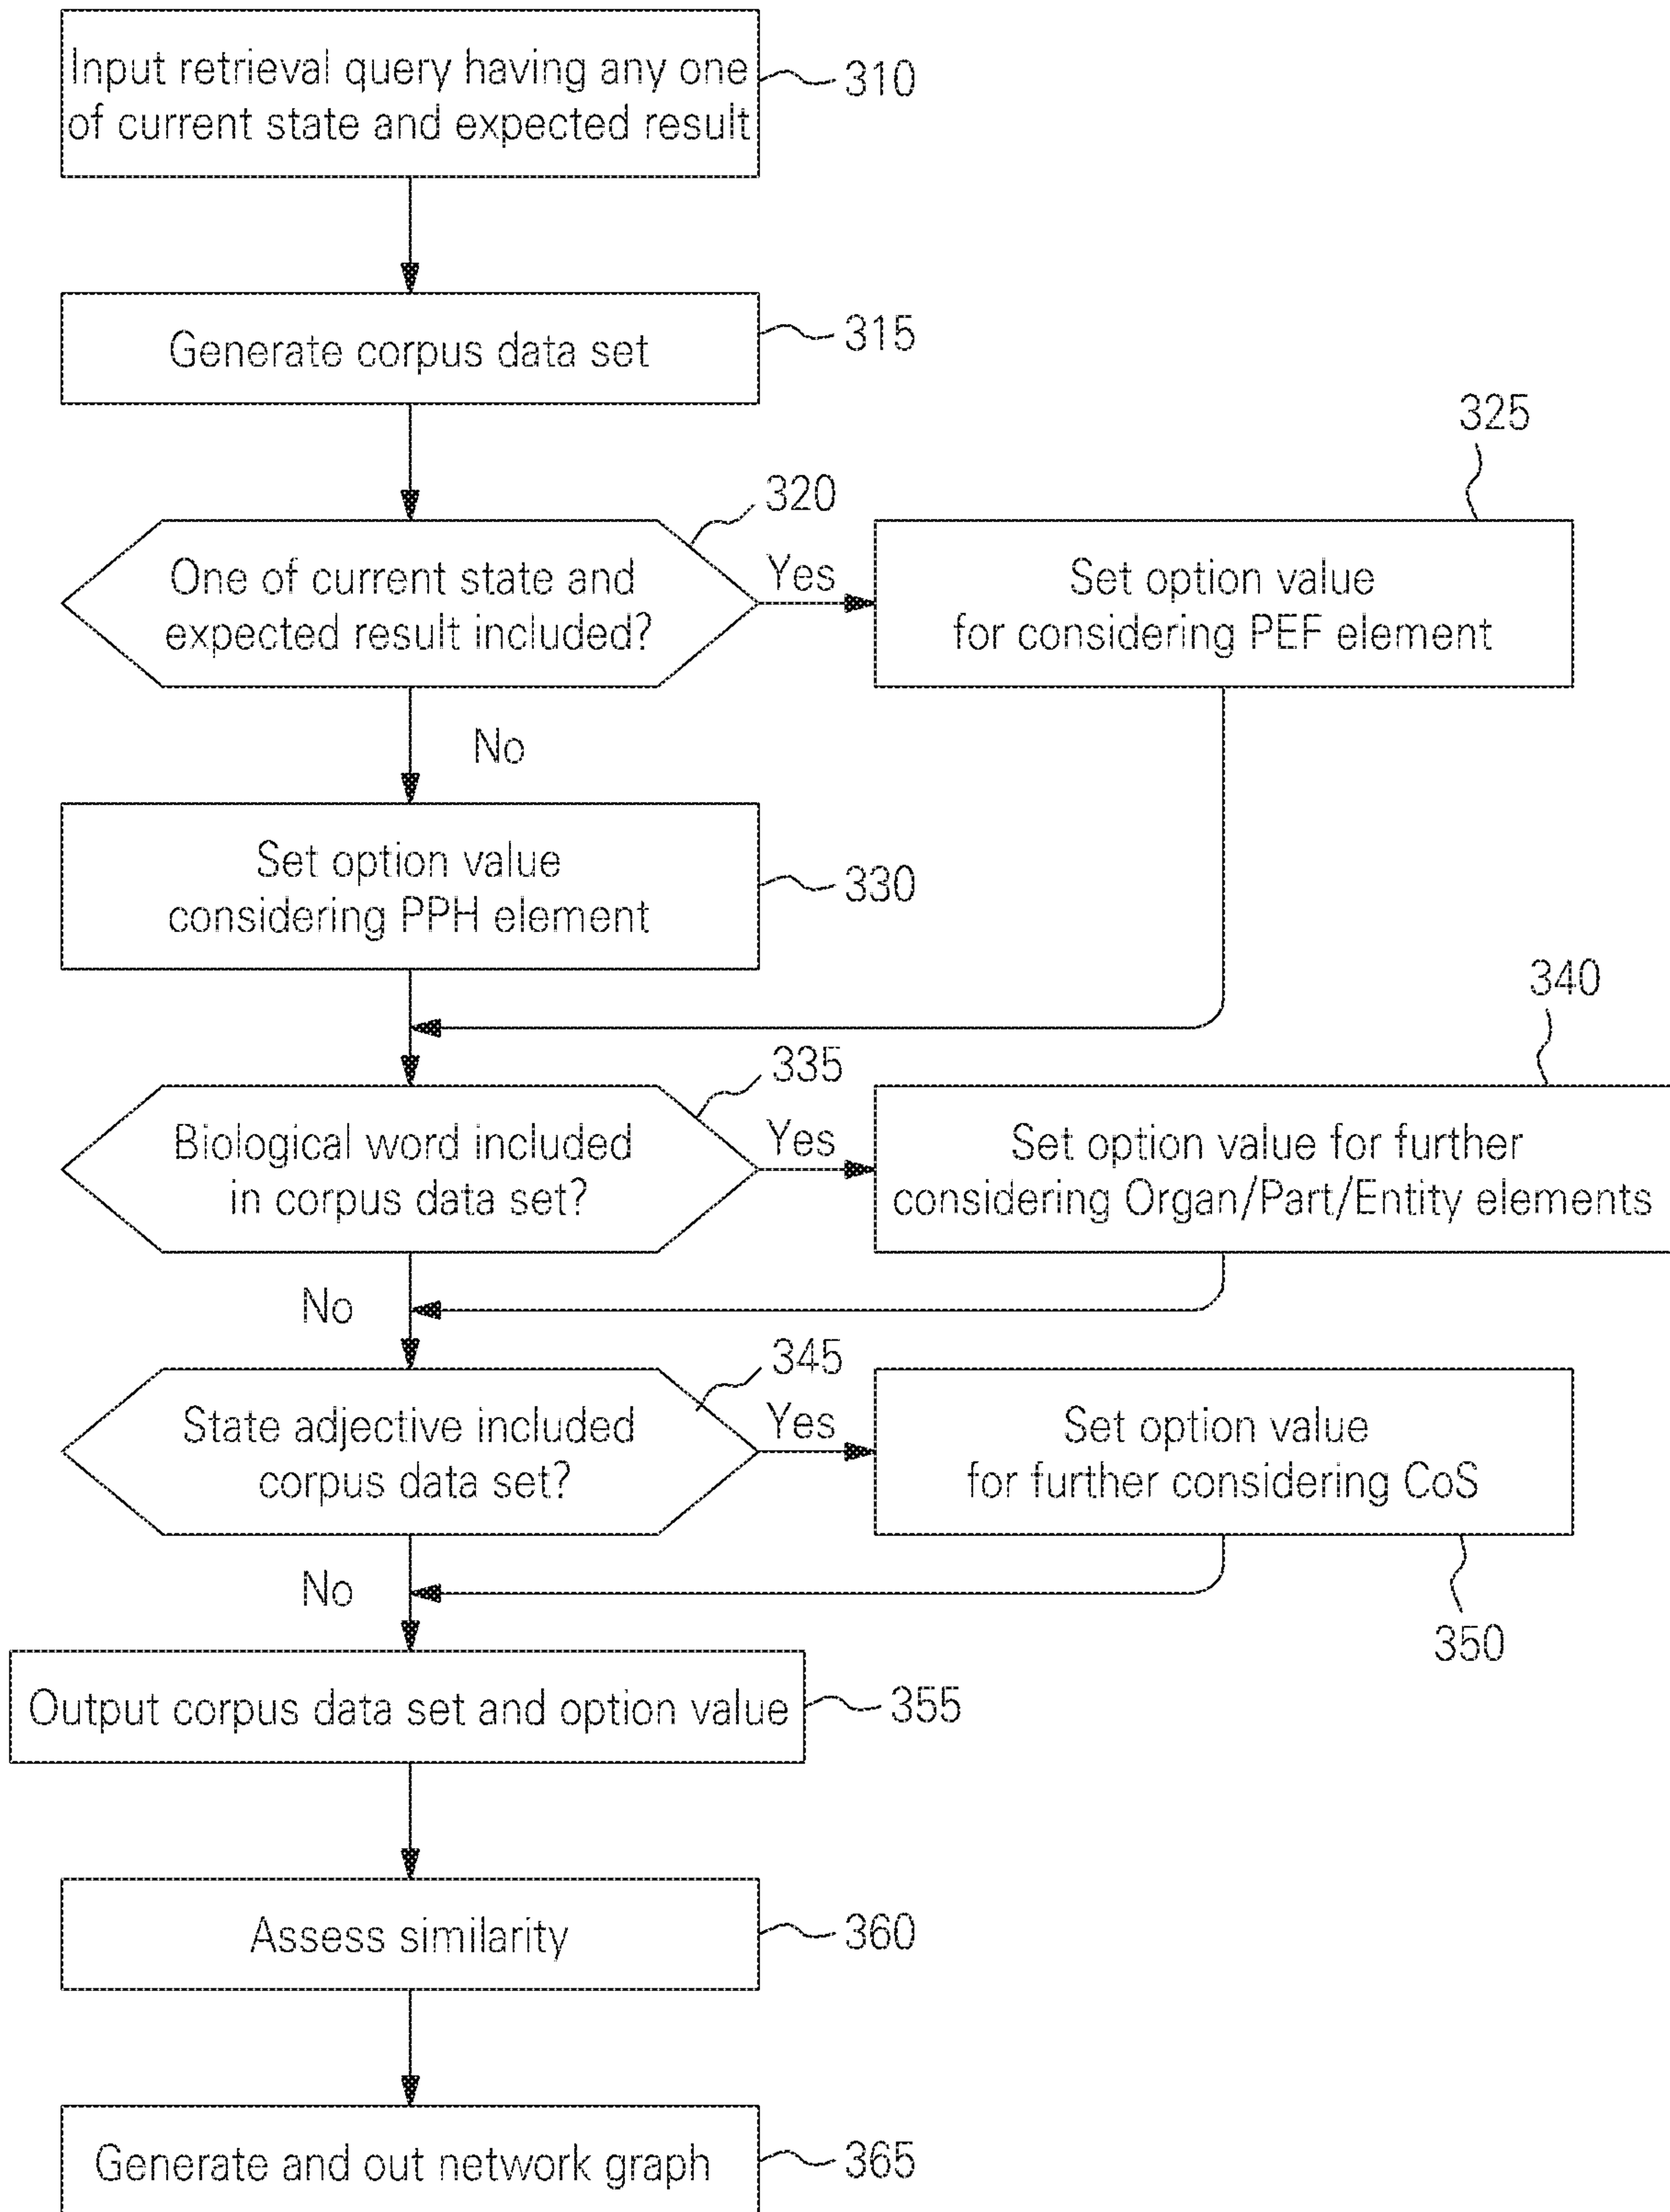 Input retrieval query having any one
of current state and expected result
310
Generate corpus data set
315
325
320
One of current state and
expected result included?
Yes
Set option value
for considering PEF element
No
Set option value
considering PPH element
330
340
335
Biological word included
in corpus data set?
Yes
Set option value for further
considering Organ/Part/Entity elements
No
345
State adjective included
corpus data set?
Yes
Set option value
for further considering CoS
No
350
Output corpus data set and option value
355
Assess similarity
360
Generate and out network graph
365